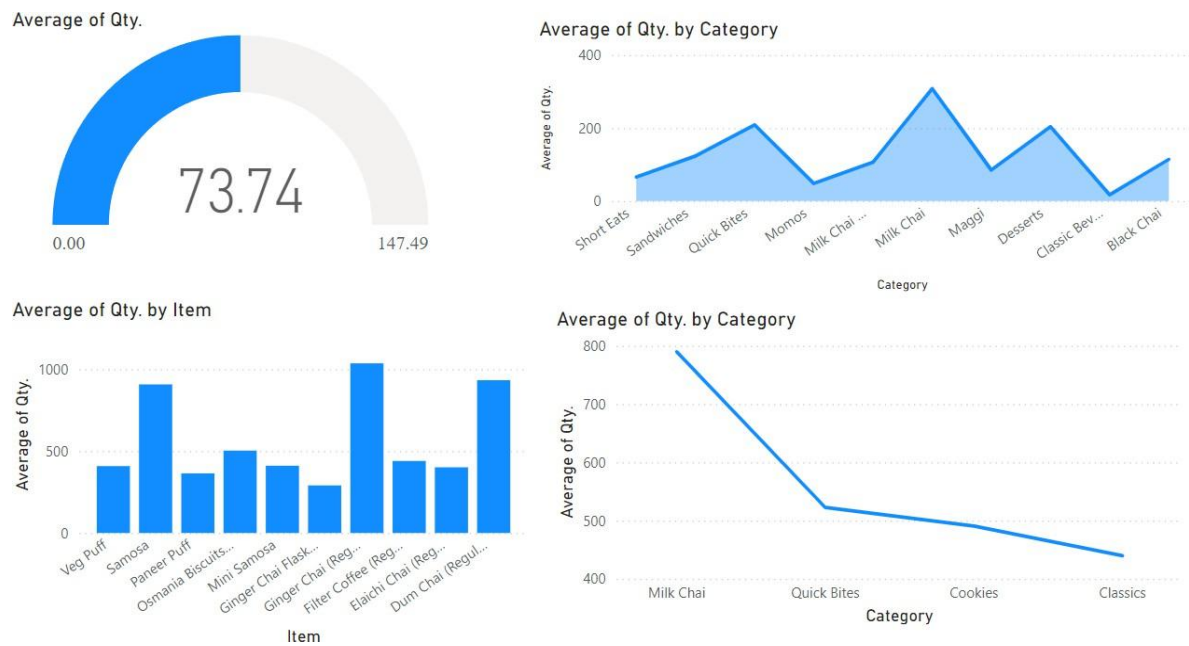 Average of Qty.
73.74
0.00
147.49
Average of Qty. by Category
Average of Qty.
400
200
0
Short Eats
Sandwiches
Quick Bites
Momos
Milk Chai ...
Milk Chai
Maggi
Desserts
Classic Bev...
Black Chai
Category
Average of Qty. by Item
Average of Qty.
1000
500
0
Veg Puff
Samosa
Paneer Puff
Osmania Biscuits...
Mini Samosa
Ginger Chai Flask...
Ginger Chai (Reg...
Filter Coffee (Reg...
Elaichi Chai (Reg...
Dum Chai (Regul...
Item
Average of Qty. by Category
Average of Qty.
800
700
600
500
400
Milk Chai
Quick Bites
Cookies
Classics
Category